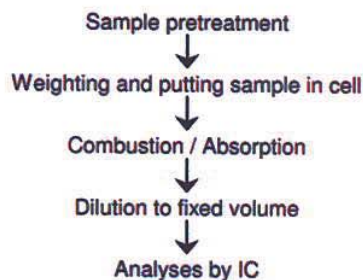 Sample pretreatment
Weighting and putting sample in cell
Combustion / Absorption
Dilution to fixed volume
Analyses by IC